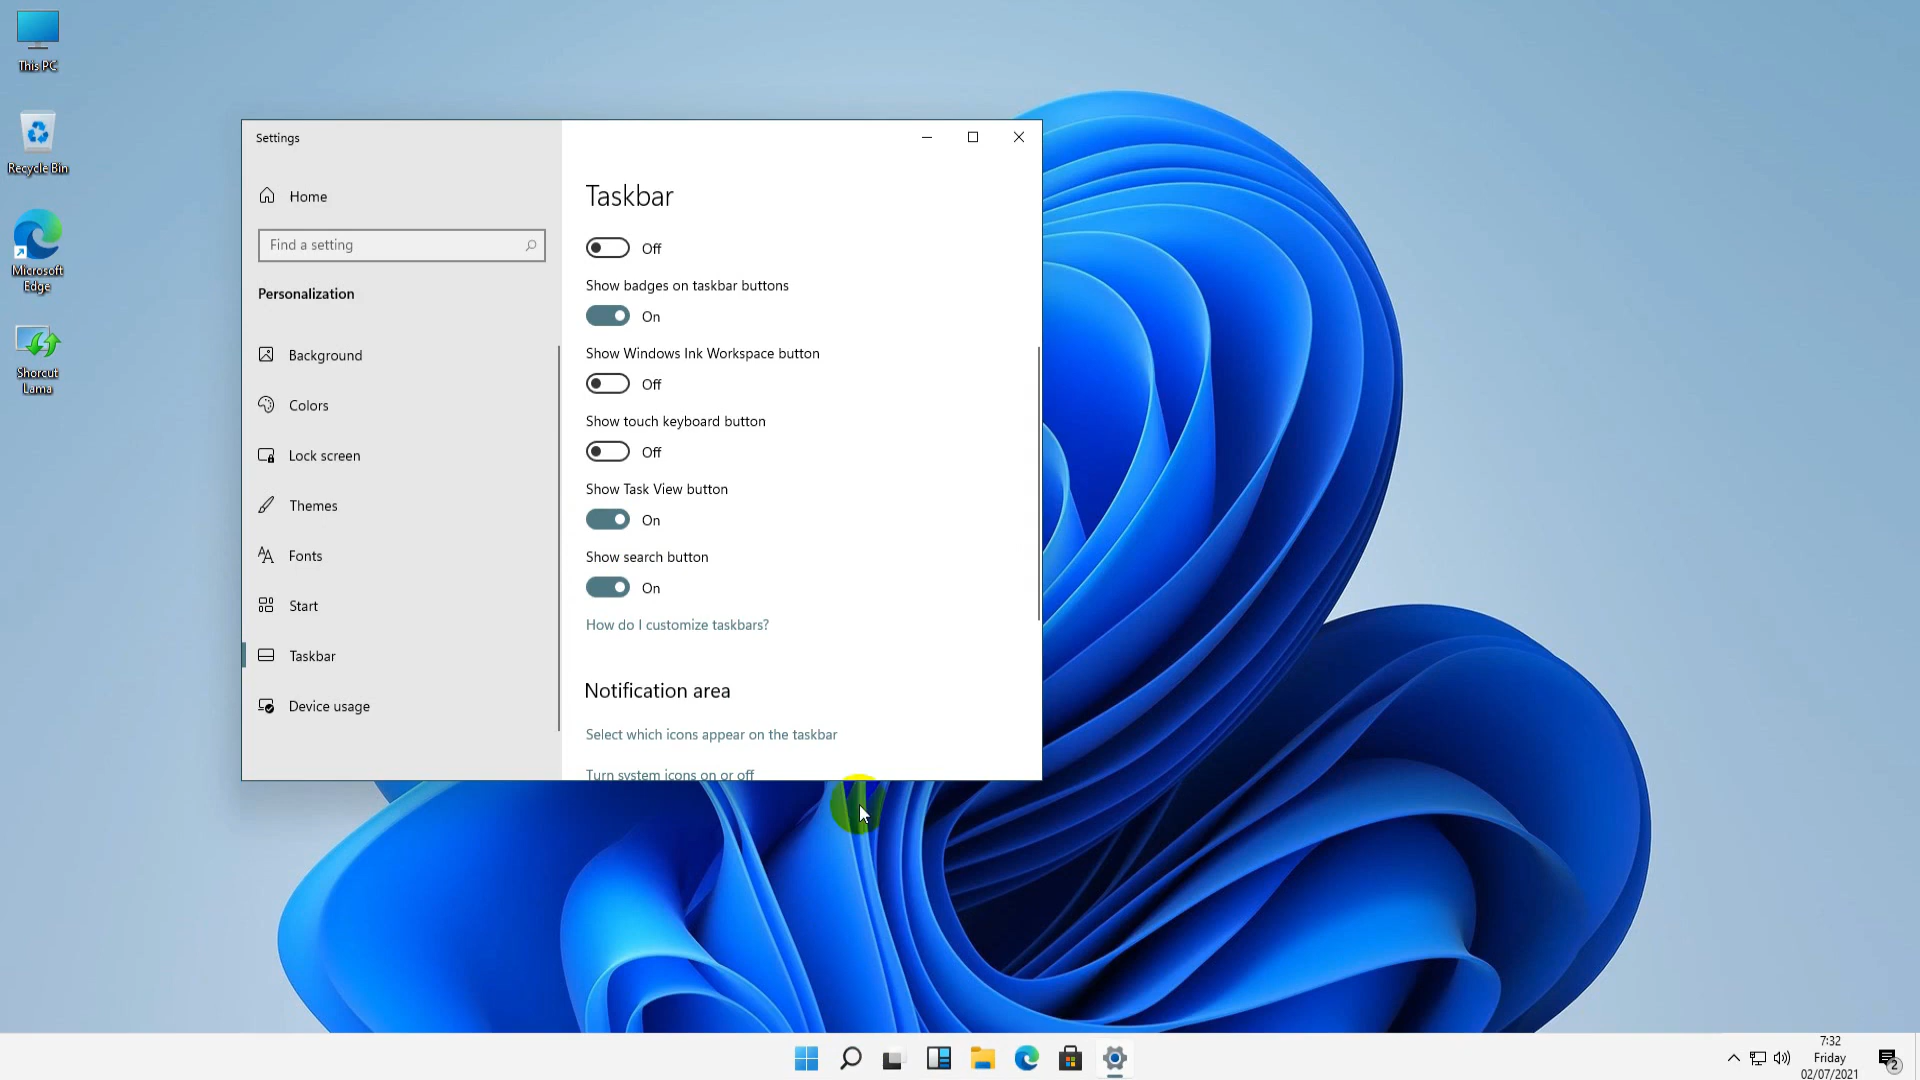 This PC
Recycle Bin
Microsoft
Edge
Shorcut
Lama
Settings
Home
Find a setting
Personalization
Background
Colors
Lock screen
Themes
Fonts
Start
Taskbar
Device usage
Taskbar
Off
Show badges on taskbar buttons
On
Show Windows Ink Workspace button
Off
Show touch keyboard button
Off
Show Task View button
On
Show search button
On
How do I customize taskbars?
Notification area
Select which icons appear on the taskbar
Turn system icons on or off
7:32
Friday
02/07/2021
2